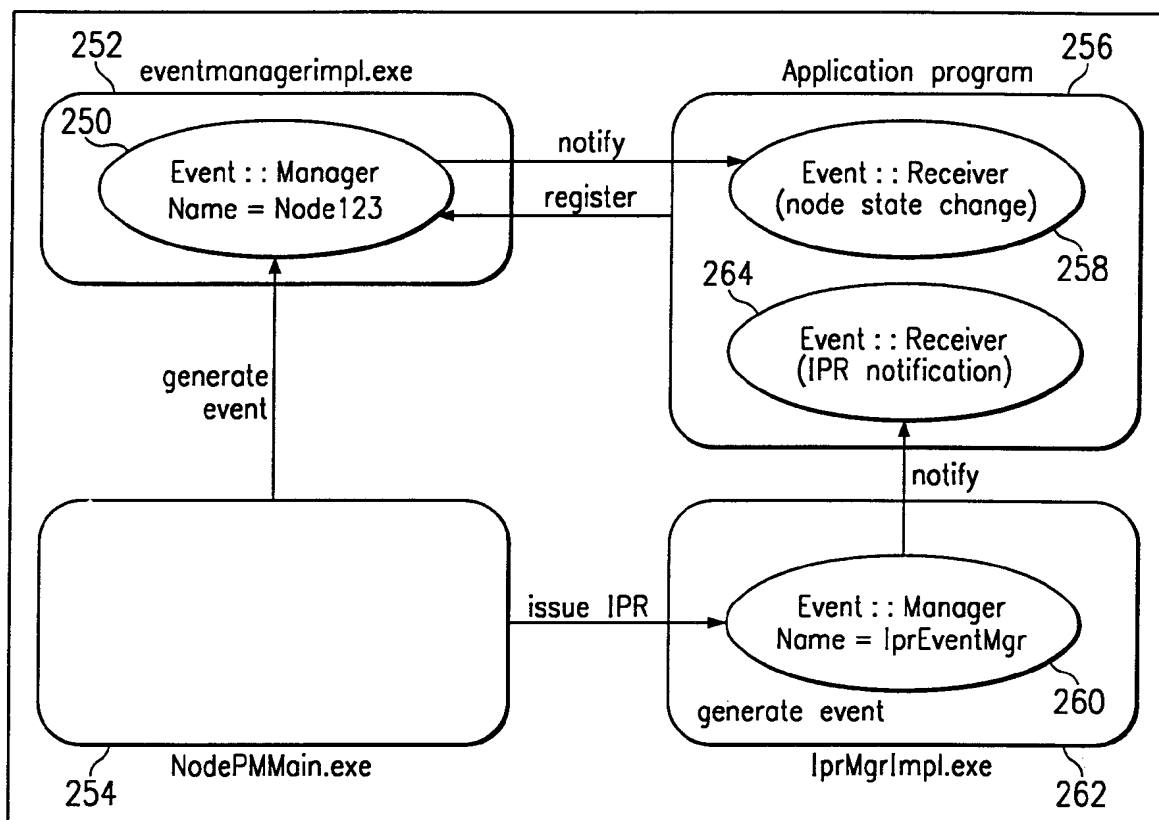 252
eventmanagerimpl.exe
250
Event : : Manager
Name = Node123
notify
register
Application program
256
Event : : Receiver
(node state change)
258
264
Event : : Receiver
(IPR notification)
generate
event
notify
issue IPR
Event : : Manager
Name = IprEventMgr
260
generate event
NodePMMain.exe
254
IprMgrImpl.exe
262